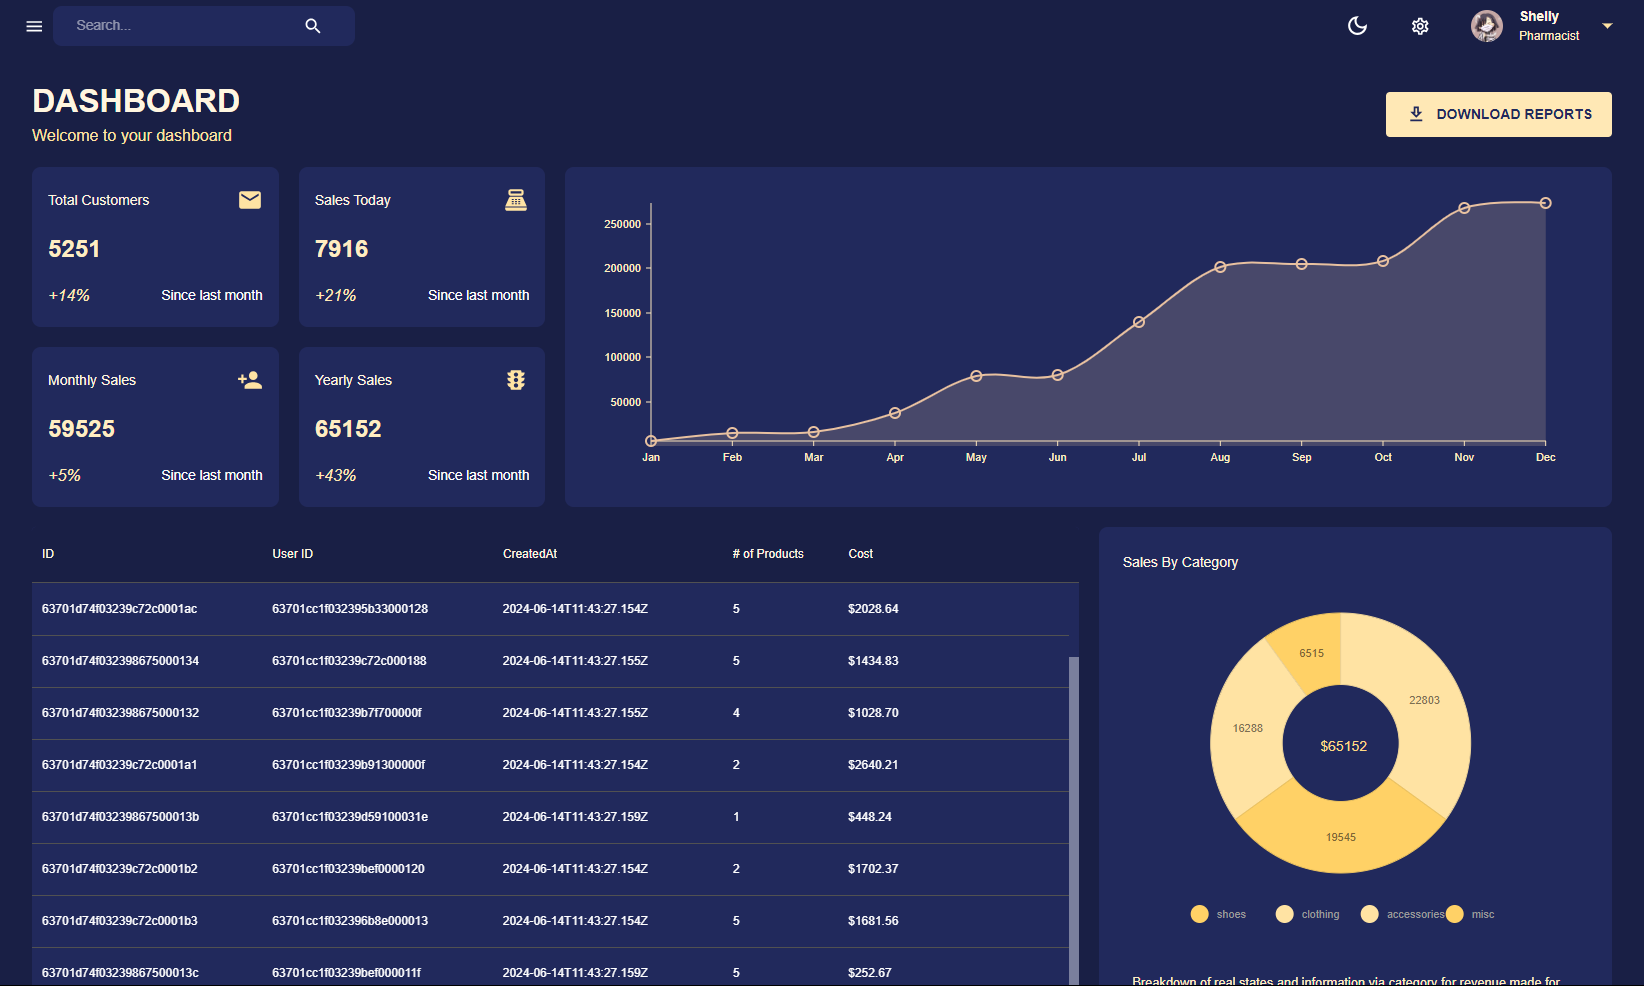 Search...
Shelly
Pharmacist
DASHBOARD
Welcome to your dashboard
DOWNLOAD REPORTS
Total Customers
5251
+14% Since last month
Sales Today
7916
+21% Since last month
Monthly Sales
59525
+5% Since last month
Yearly Sales
65152
+43% Since last month
250000
200000
150000
100000
50000
Jan Feb Mar Apr May Jun Jul Aug Sep Oct Nov Dec
ID User ID CreatedAt # of Products Cost
63701d74f03239c72c0001ac 63701cc1f032395b33000128 2024-06-14T11:43:27.154Z 5 $2028.64
63701d74f032398675000134 63701cc1f03239c72c000188 2024-06-14T11:43:27.155Z 5 $1434.83
63701d74f032398675000132 63701cc1f03239b7f700000f 2024-06-14T11:43:27.155Z 4 $1028.70
63701d74f03239c72c0001a1 63701cc1f03239b91300000f 2024-06-14T11:43:27.154Z 2 $2640.21
63701d74f03239867500013b 63701cc1f03239d59100031e 2024-06-14T11:43:27.159Z 1 $448.24
63701d74f03239c72c0001b2 63701cc1f03239bef0000120 2024-06-14T11:43:27.154Z 2 $1702.37
63701d74f03239c72c0001b3 63701cc1f032396b8e000013 2024-06-14T11:43:27.154Z 5 $1681.56
63701d74f03239867500013c 63701cc1f03239bef000011f 2024-06-14T11:43:27.159Z 5 $252.67
Sales By Category
6515
22803
16288
$65152
19545
shoes clothing accessories misc
Breakdown of real states and information via category for revenue made for